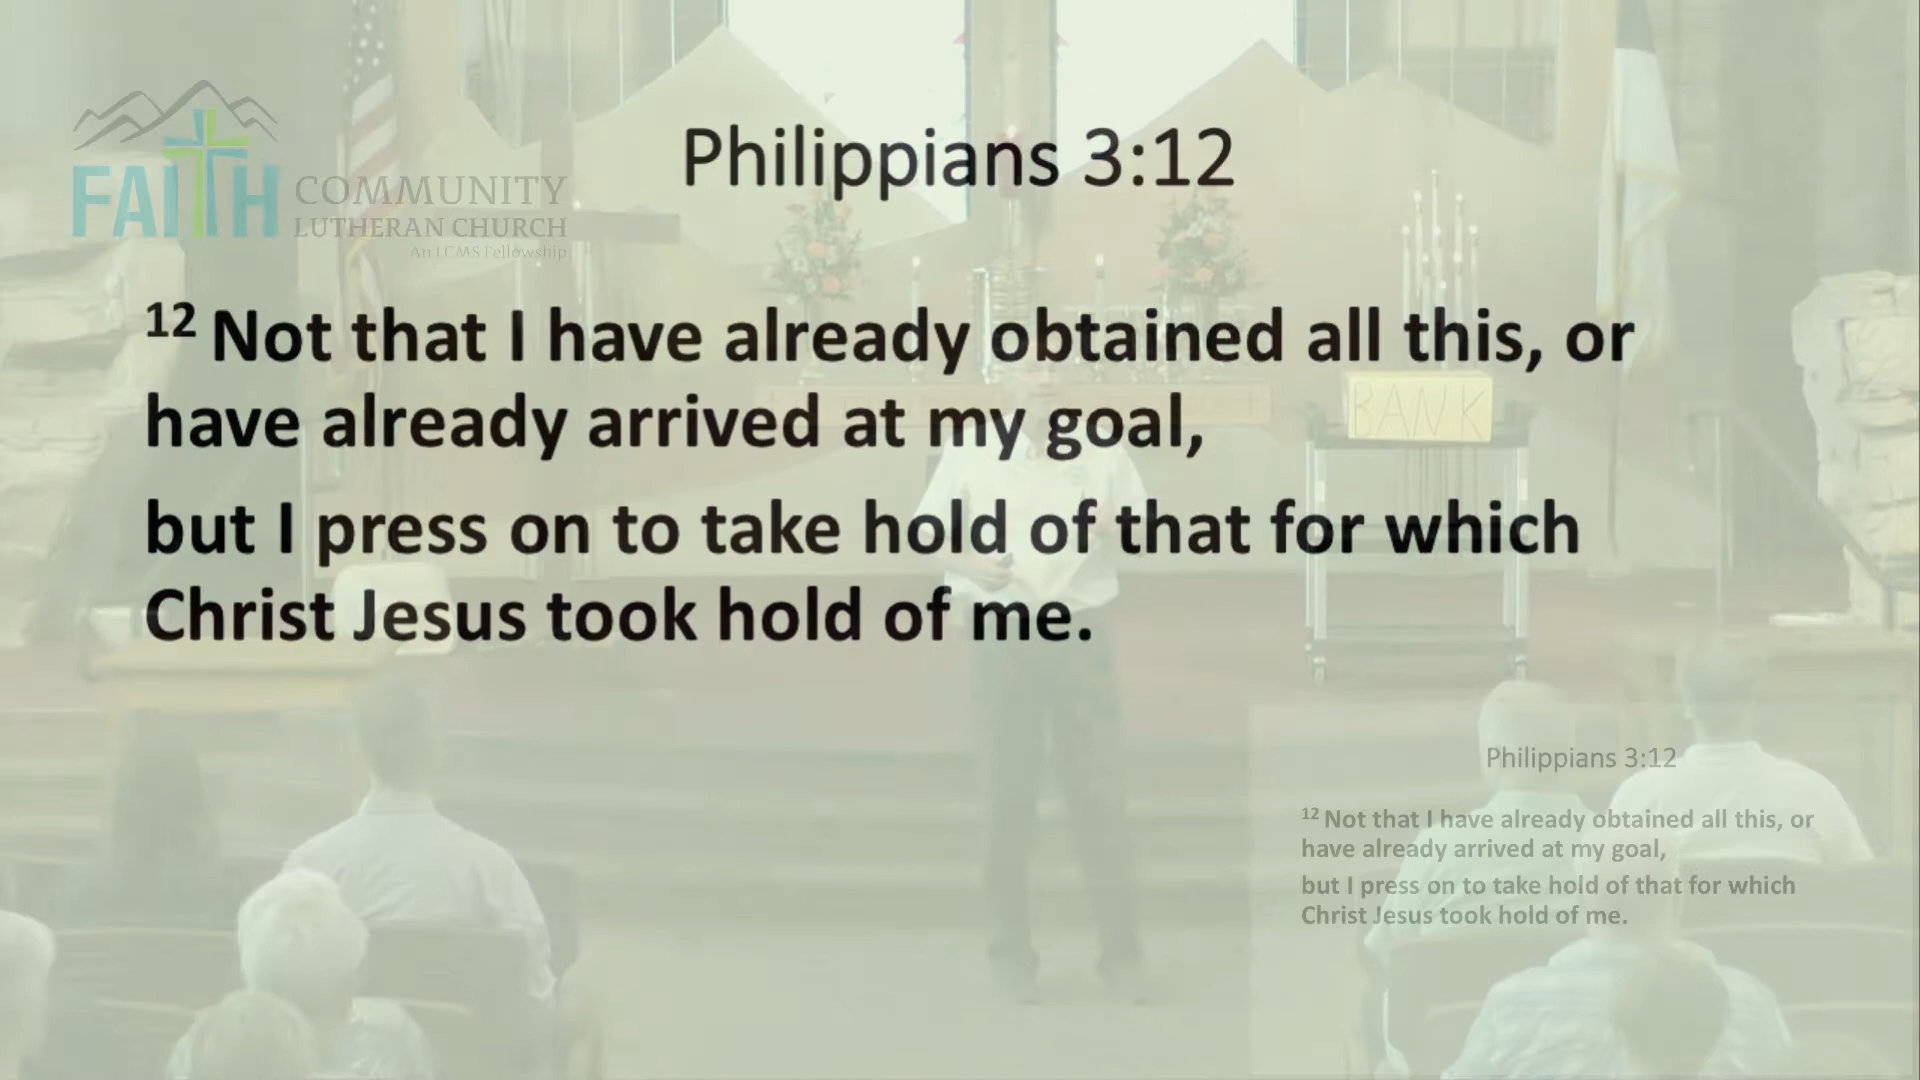 Philippians 3:12
FAITH COMMUNITY
LUTHERAN CHURCH
An LCMS Fellowship
12 Not that I have already obtained all this, or
have already arrived at my goal,
but I press on to take hold of that for which
Christ Jesus took hold of me.
BANK
Philippians 3:12
12 Not that I have already obtained all this, or
have already arrived at my goal,
but I press on to take hold of that for which
Christ Jesus took hold of me.